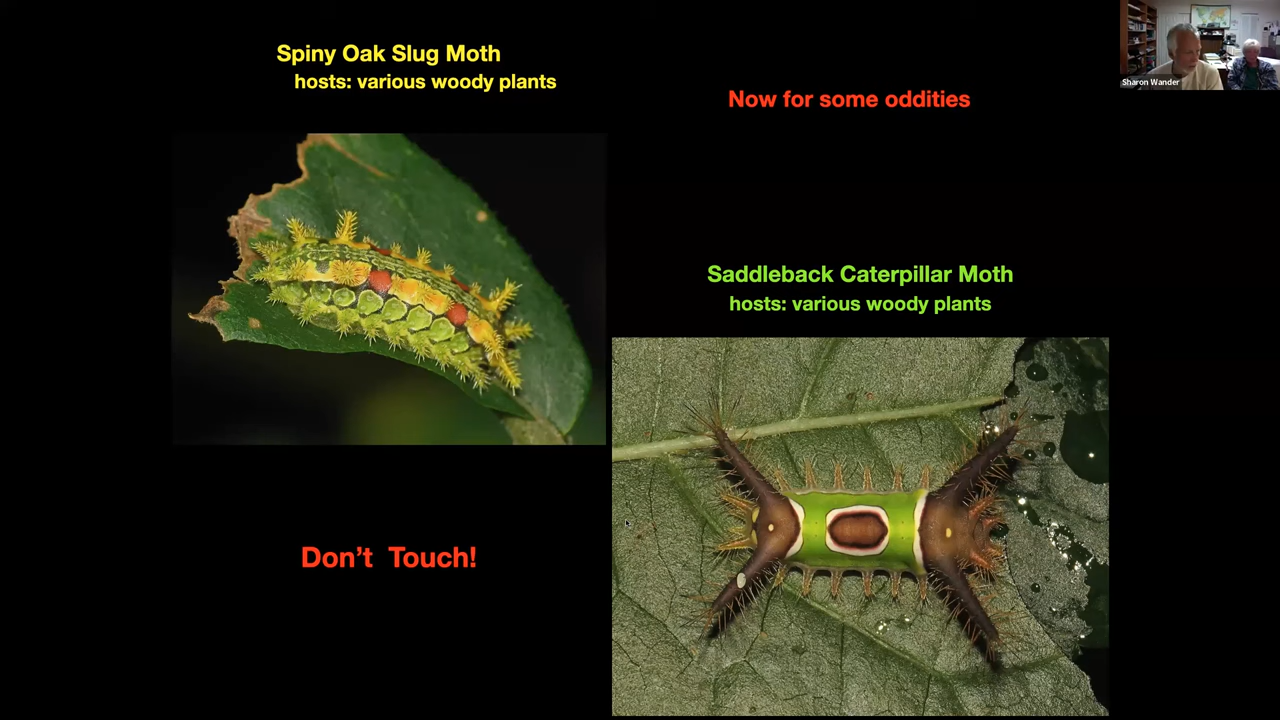 Spiny Oak Slug Moth
hosts: various woody plants
Now for some oddities
Sharon Wander
Saddleback Caterpillar Moth
hosts: various woody plants
Don't  Touch!